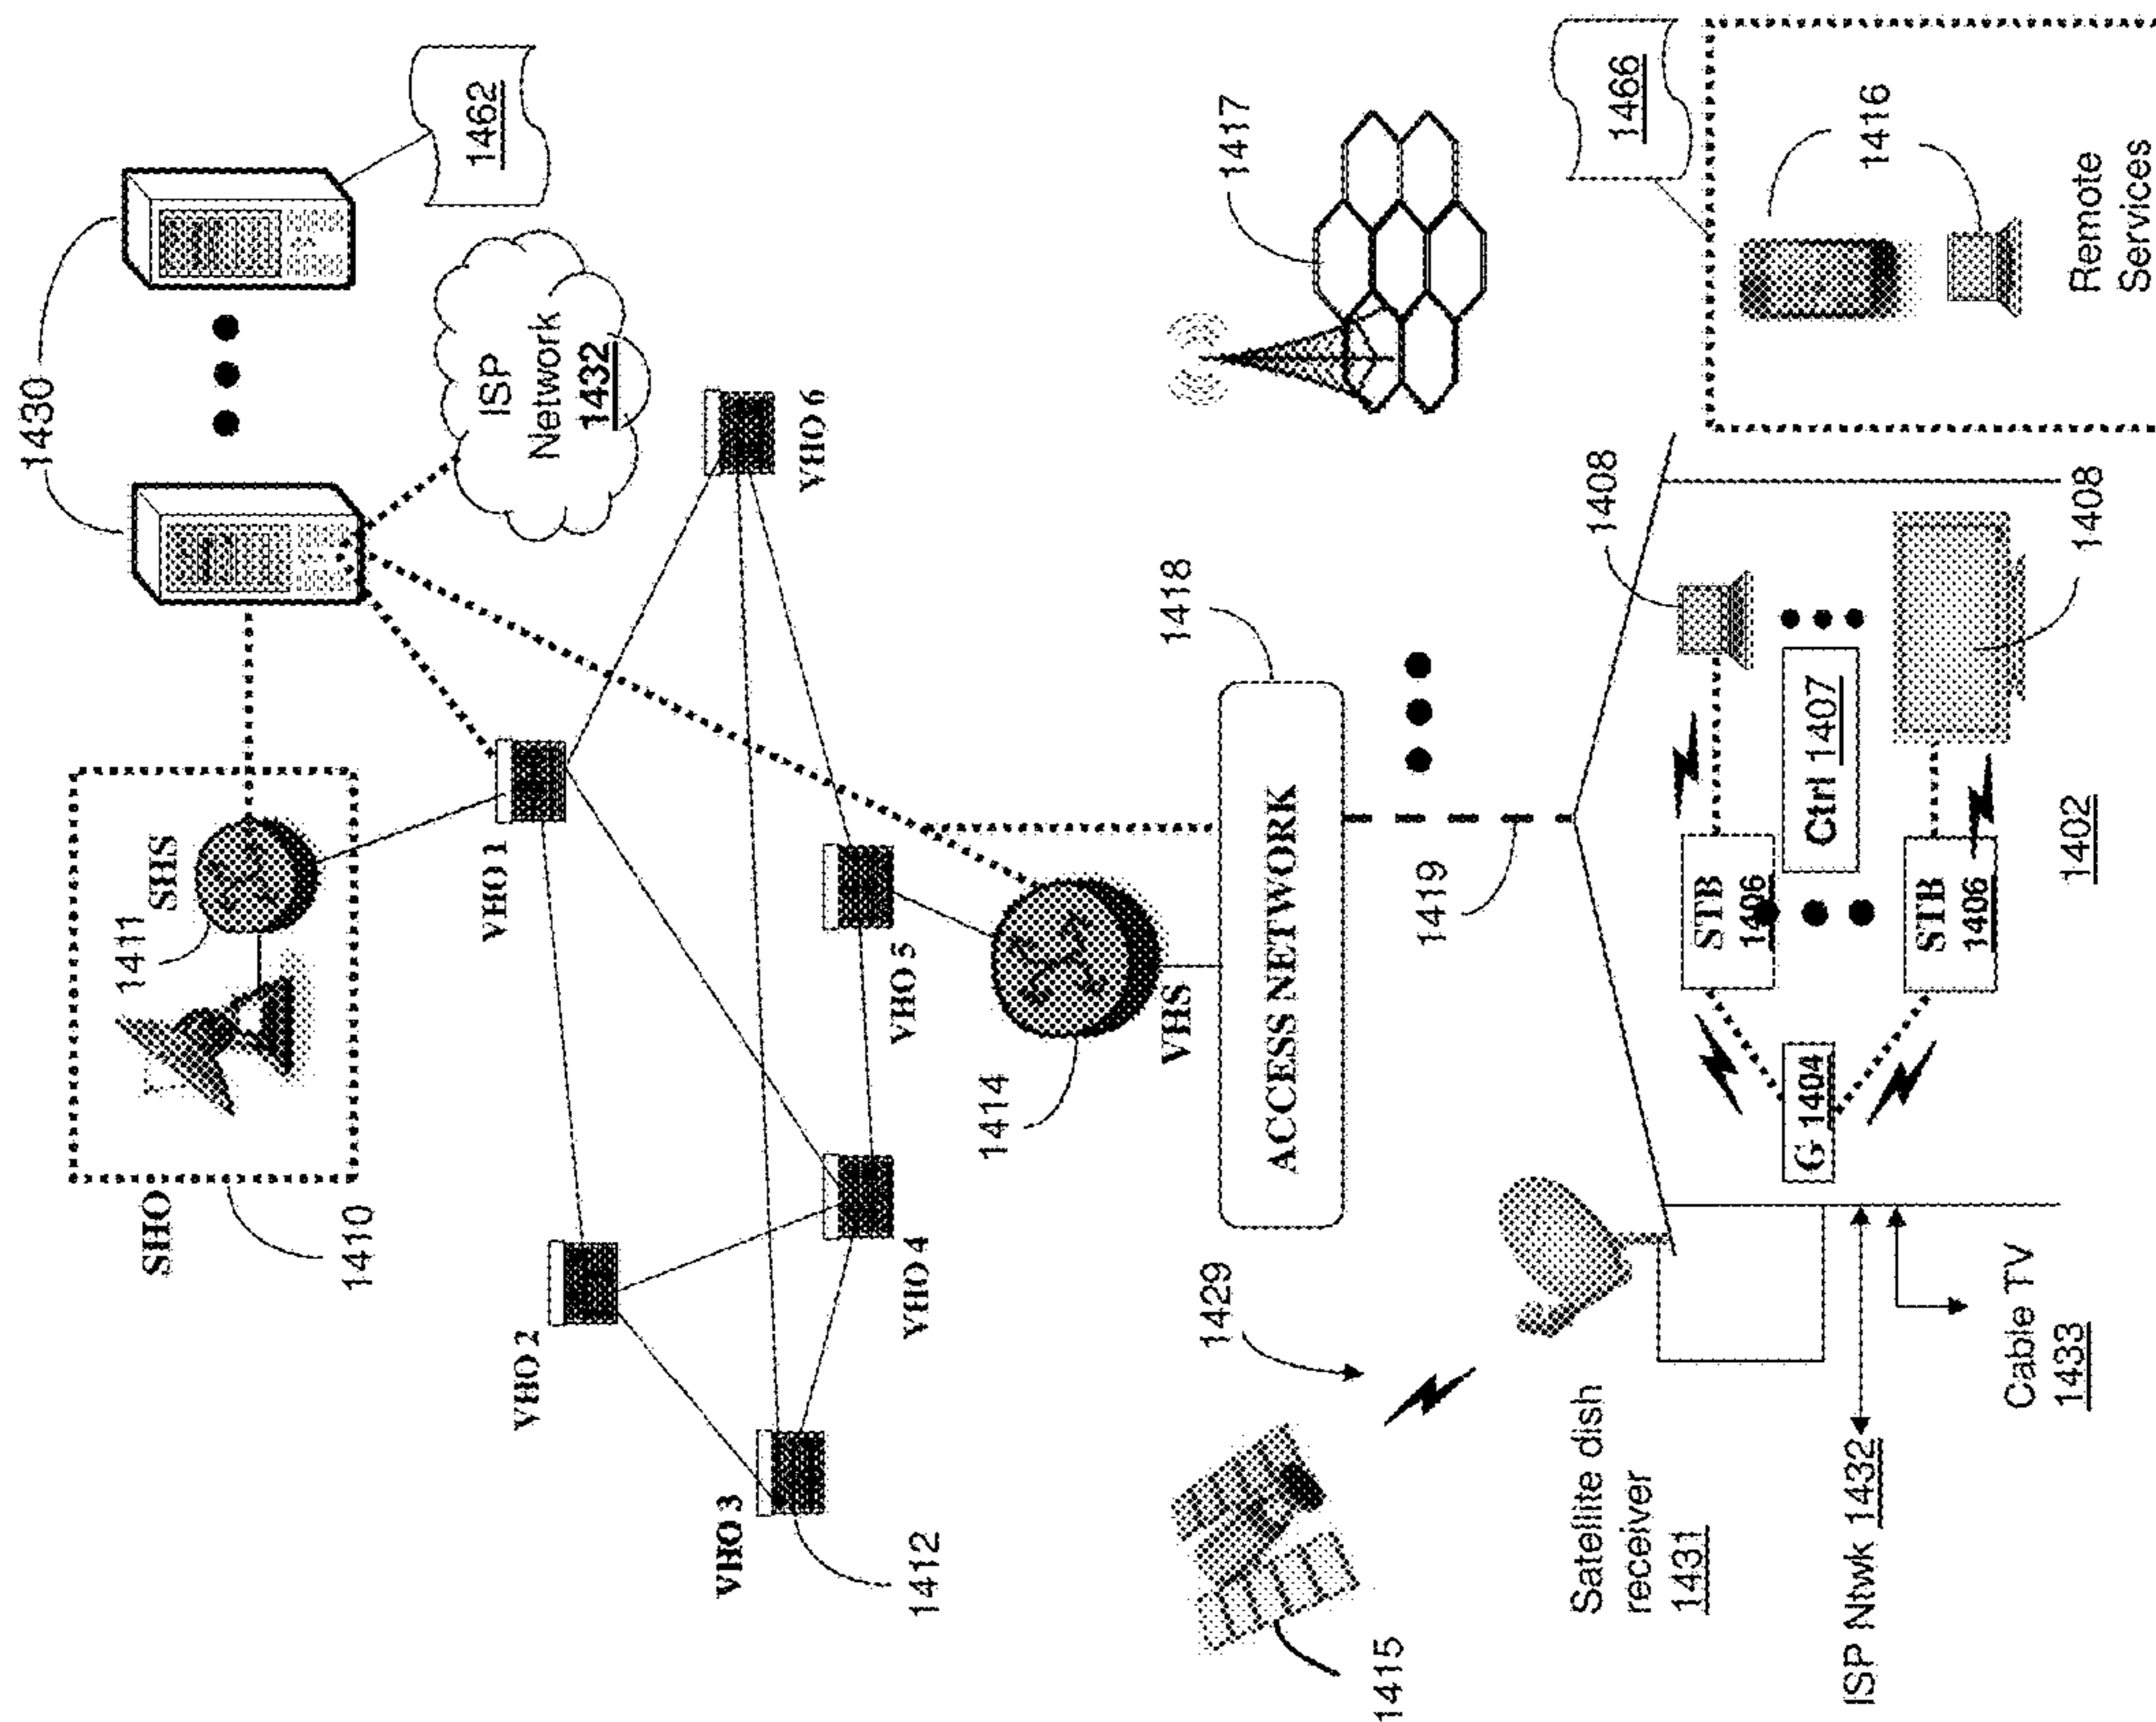 1430
1462
ISP
Network
1432
SHO
1410
1411
SHS
VHO 1
VHO 2
VHO 3
1412
VHO 4
VHO 5
VHO 6
1414
VHS
1418
ACCESS NETWORK
1419
1417
1415
1429
Satellite dish
receiver
1431
ISP Ntwk 1432
Cable TV
1433
G 1404
STB
1406
STB
1406
Ctrl 1407
1408
1408
1402
1466
1416
Remote
Services